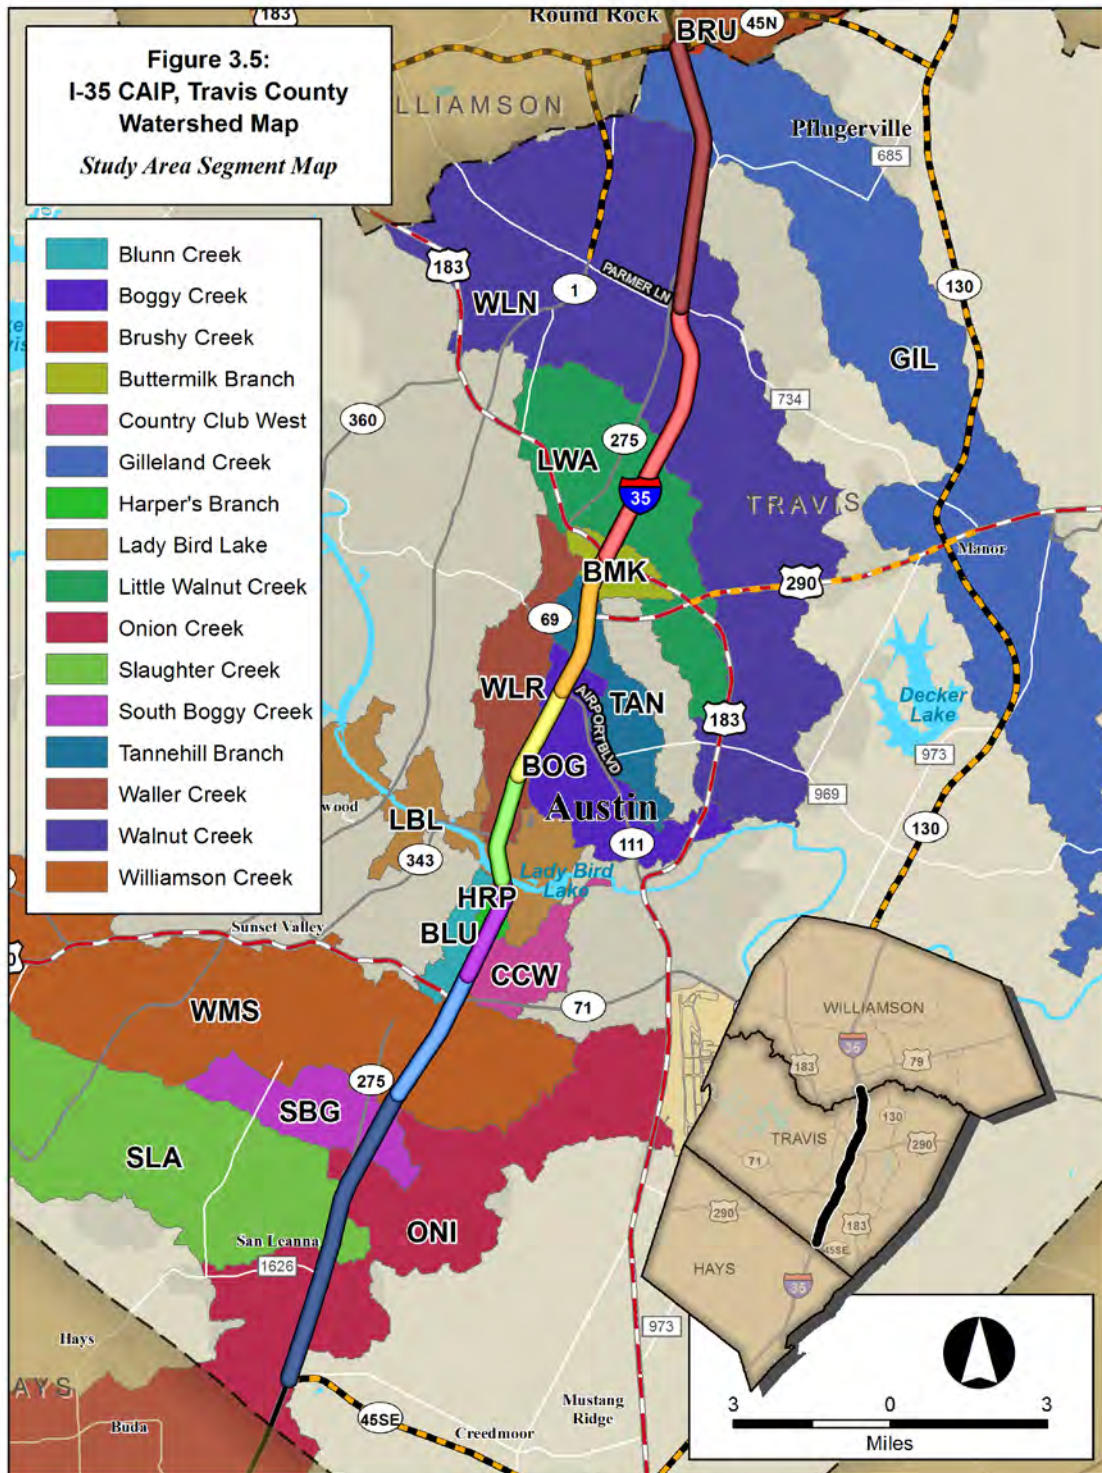 Figure 3.5:
I-35 CAIP, Travis County
Watershed Map
Study Area Segment Map
Blunn Creek
Boggy Creek
Brushy Creek
Buttermilk Branch
Country Club West
Gilleland Creek
Harper's Branch
Lady Bird Lake
Little Walnut Creek
Onion Creek
Slaughter Creek
South Boggy Creek
Tannehill Branch
Waller Creek
Walnut Creek
Williamson Creek
183
Round Rock
BRU
45N
LLIAMSON
Pflugerville
685
183
PARMER LN
1
WLN
130
GIL
734
360
275
LWA
35
TRAVIS
Manor
BMK
290
69
WLR
TAN
AIRPORT BLVD
183
Decker
Lake
973
BOG
Austin
969
wood
LBL
343
111
130
Lady Bird
Lake
HRP
BLU
Sunset Valley
CCW
71
WMS
275
SBG
SLA
ONI
San Leanna
1626
Hays
AYS
Buda
45SE
Creedmoor
Mustang
Ridge
973
WILLIAMSON
35
183
79
130
TRAVIS
71
290
290
183
45SE
HAYS
35
3
0
3
Miles